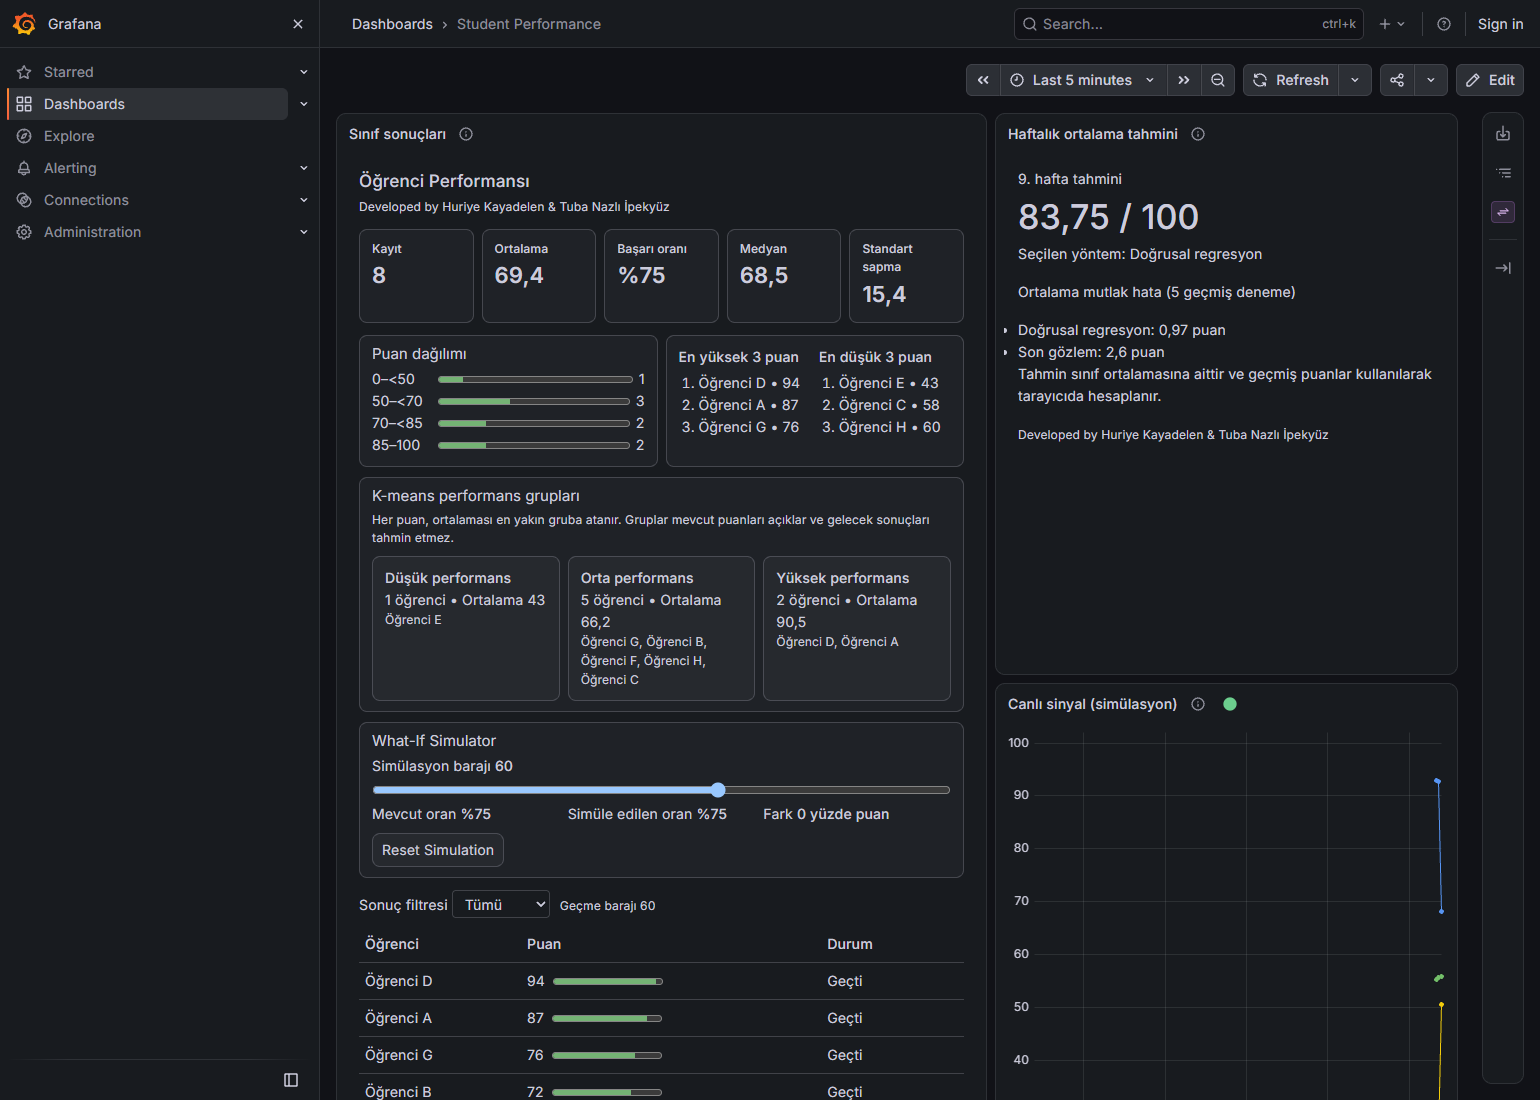 Grafana
Dashboards › Student Performance
Search...
ctrl+k
Sign in
Starred
Dashboards
Explore
Alerting
Connections
Administration
Last 5 minutes
Refresh
Edit
Sınıf sonuçları
Öğrenci Performansı
Developed by Huriye Kayadelen & Tuba Nazlı İpekyüz
Kayıt
8
Ortalama
69,4
Başarı oranı
%75
Medyan
68,5
Standart
sapma
15,4
Puan dağılımı
0–<50 1
50–<70 3
70–<85 2
85–100 2
En yüksek 3 puan
1. Öğrenci D • 94
2. Öğrenci A • 87
3. Öğrenci G • 76
En düşük 3 puan
1. Öğrenci E • 43
2. Öğrenci C • 58
3. Öğrenci H • 60
K-means performans grupları
Her puan, ortalaması en yakın gruba atanır. Gruplar mevcut puanları açıklar ve gelecek sonuçları
tahmin etmez.
Düşük performans
1 öğrenci • Ortalama 43
Öğrenci E
Orta performans
5 öğrenci • Ortalama
66,2
Öğrenci G, Öğrenci B,
Öğrenci F, Öğrenci H,
Öğrenci C
Yüksek performans
2 öğrenci • Ortalama
90,5
Öğrenci D, Öğrenci A
What-If Simulator
Simülasyon barajı 60
Mevcut oran %75
Simüle edilen oran %75
Fark 0 yüzde puan
Reset Simulation
Sonuç filtresi
Tümü
Geçme barajı 60
Öğrenci Puan Durum
Öğrenci D 94 Geçti
Öğrenci A 87 Geçti
Öğrenci G 76 Geçti
Öğrenci B 72 Geçti
Haftalık ortalama tahmini
9. hafta tahmini
83,75 / 100
Seçilen yöntem: Doğrusal regresyon
Ortalama mutlak hata (5 geçmiş deneme)
Doğrusal regresyon: 0,97 puan
Son gözlem: 2,6 puan
Tahmin sınıf ortalamasına aittir ve geçmiş puanlar kullanılarak
tarayıcıda hesaplanır.
Developed by Huriye Kayadelen & Tuba Nazlı İpekyüz
Canlı sinyal (simülasyon)
100
90
80
70
60
50
40